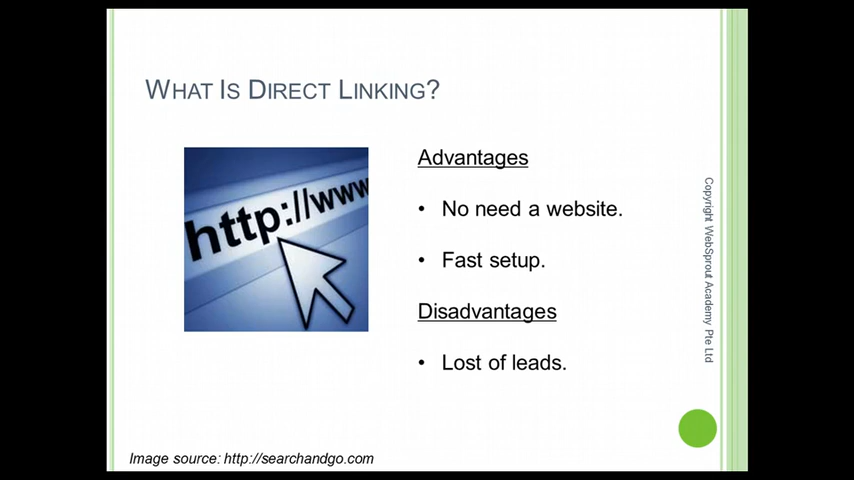 WHAT IS DIRECT LINKING?
http://www
Advantages
• No need a website.
• Fast setup.
Disadvantages
• Lost of leads.
Copyright WebSprout Academy Pte Ltd
Image source: http://searchandgo.com